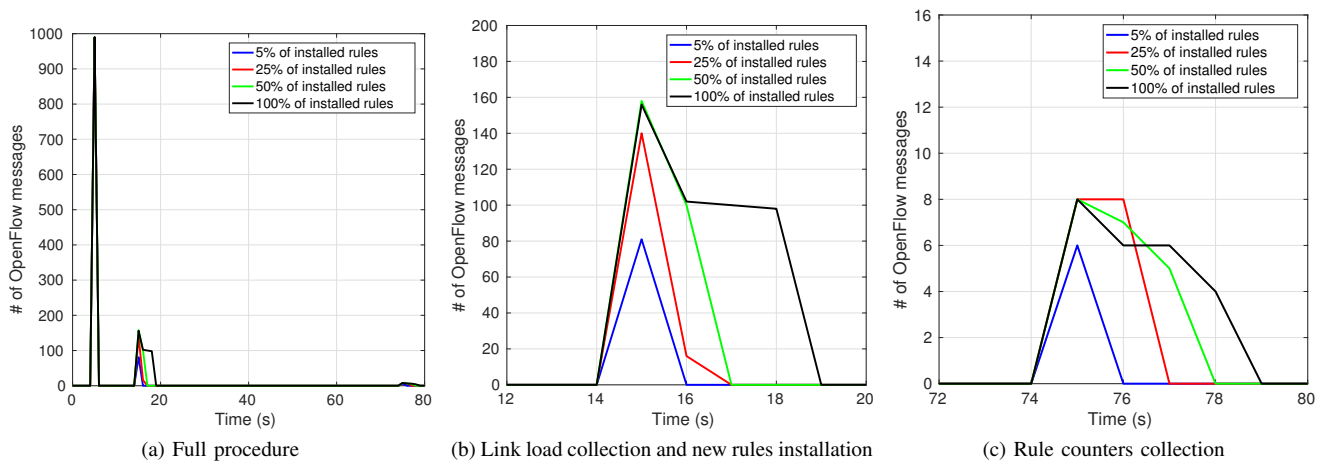 1000
900
800
700
600
500
400
300
200
100
0
# of OpenFlow messages
5% of installed rules
25% of installed rules
50% of installed rules
100% of installed rules
0 20 40 60 80
Time (s)
(a) Full procedure
200
180
160
140
120
100
80
60
40
20
0
# of OpenFlow messages
5% of installed rules
25% of installed rules
50% of installed rules
100% of installed rules
12 14 16 18 20
Time (s)
(b) Link load collection and new rules installation
16
14
12
10
8
6
4
2
0
# of OpenFlow messages
5% of installed rules
25% of installed rules
50% of installed rules
100% of installed rules
72 74 76 78 80
Time (s)
(c) Rule counters collection